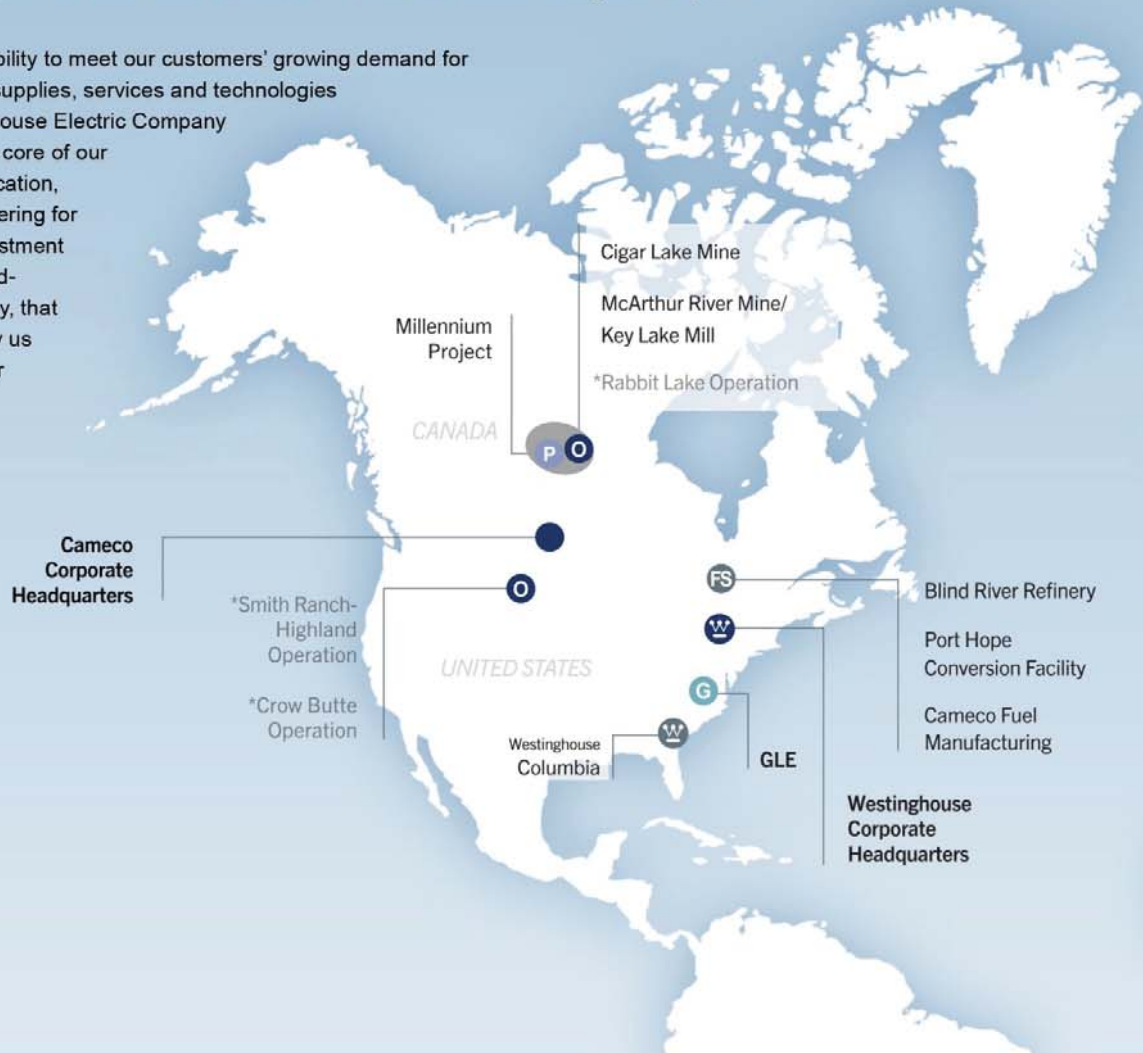 bility to meet our customers' growing demand for
supplies, services and technologies
ouse Electric Company
core of our
cation,
ering for
stment
d-
y, that
us
r
Cigar Lake Mine
McArthur River Mine/
Key Lake Mill
*Rabbit Lake Operation
Millennium
Project
CANADA
P
O
Cameco
Corporate
Headquarters
O
*Smith Ranch-
Highland
Operation
*Crow Butte
Operation
UNITED STATES
FS
Blind River Refinery
Port Hope
Conversion Facility
Cameco Fuel
Manufacturing
W
Westinghouse
Corporate
Headquarters
G
GLE
W
Westinghouse
Columbia